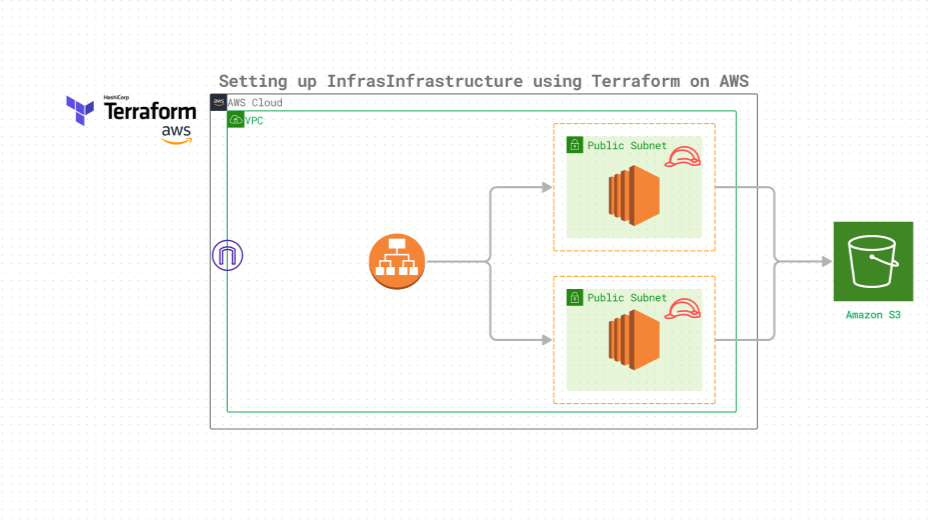 Setting up InfrasInfrastructure using Terraform on AWS
HashiCorp
Terraform
aws
aws
AWS Cloud
VPC
Public Subnet
Public Subnet
Amazon S3